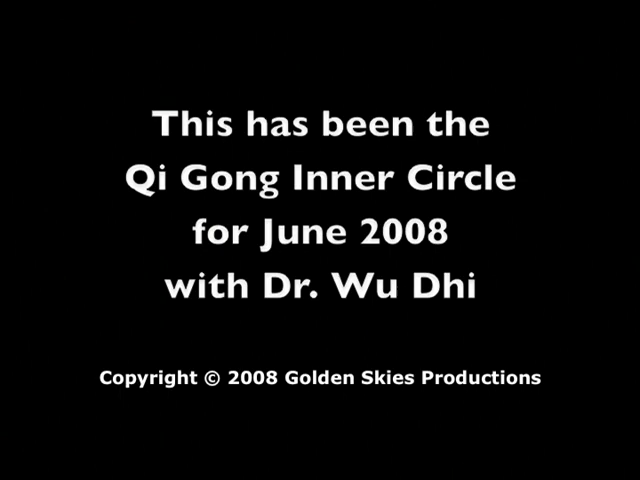 This has been the
Qi Gong Inner Circle
for June 2008
with Dr. Wu Dhi
Copyright © 2008 Golden Skies Productions